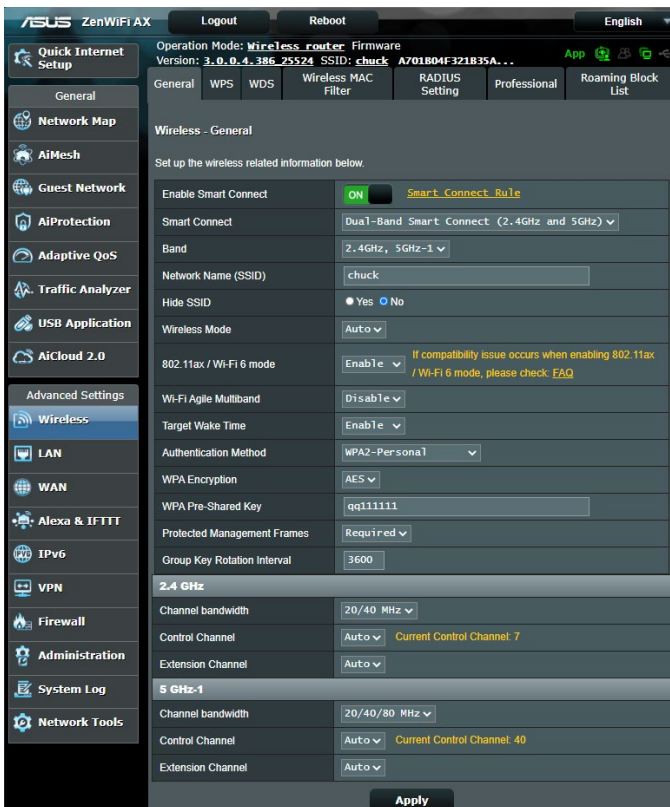 ASUS ZenWiFi AX Logout Reboot English
Quick Internet Setup
General
Network Map
AiMesh
Guest Network
AiProtection
Adaptive QoS
Traffic Analyzer
USB Application
AiCloud 2.0
Advanced Settings
Wireless
LAN
WAN
Alexa & IFTTT
IPv6
VPN
Firewall
Administration
System Log
Network Tools
Operation Mode: Wireless router Firmware
Version: 3.0.0.4.386_25524 SSID: chuck A701B04F321B35A...
App
General WPS WDS Wireless MAC Filter RADIUS Setting Professional Roaming Block List
Wireless - General
Set up the wireless related information below.
Enable Smart Connect ON Smart Connect Rule
Smart Connect Dual-Band Smart Connect (2.4GHz and 5GHz)
Band 2.4GHz, 5GHz-1
Network Name (SSID) chuck
Hide SSID Yes No
Wireless Mode Auto
802.11ax / Wi-Fi 6 mode Enable If compatibility issue occurs when enabling 802.11ax
/ Wi-Fi 6 mode, please check: FAQ
Wi-Fi Agile Multiband Disable
Target Wake Time Enable
Authentication Method WPA2-Personal
WPA Encryption AES
WPA Pre-Shared Key qq111111
Protected Management Frames Required
Group Key Rotation Interval 3600
2.4 GHz
Channel bandwidth 20/40 MHz
Control Channel Auto Current Control Channel: 7
Extension Channel Auto
5 GHz-1
Channel bandwidth 20/40/80 MHz
Control Channel Auto Current Control Channel: 40
Extension Channel Auto
Apply